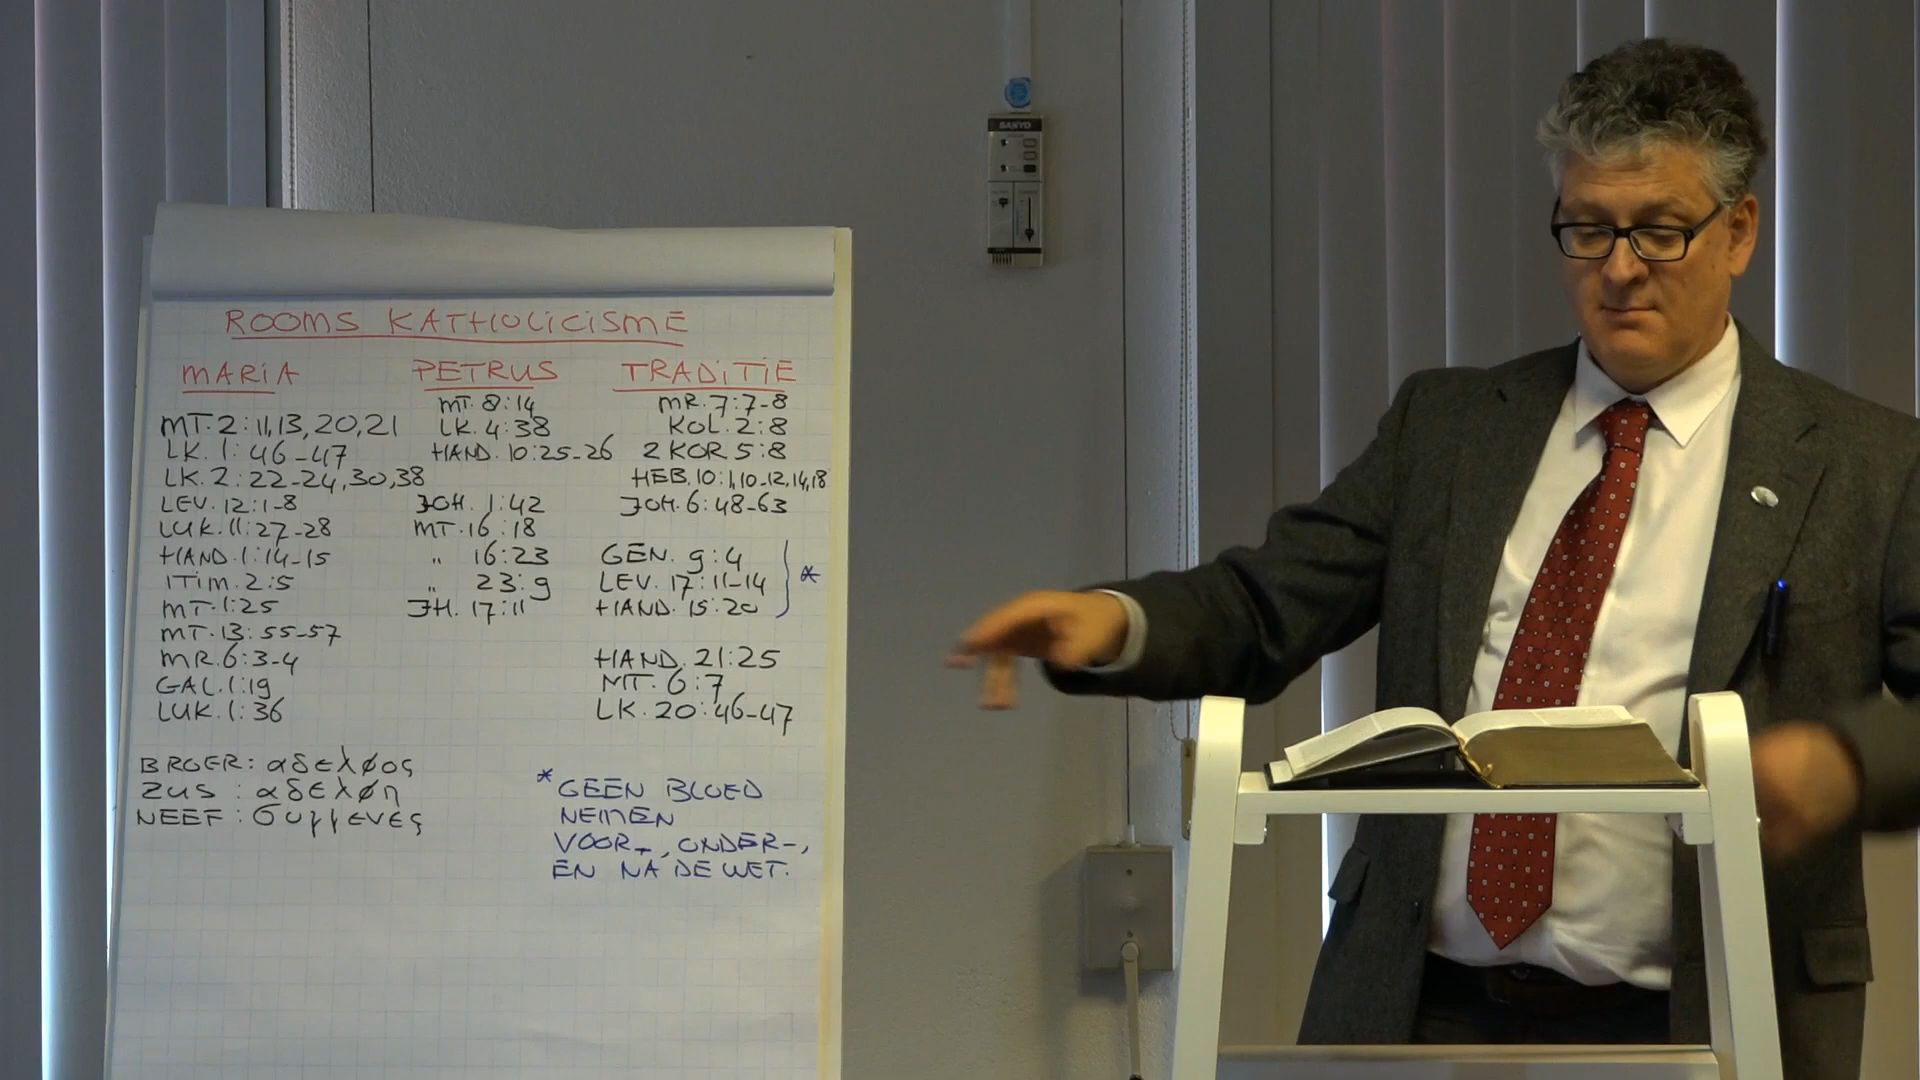 SANYO
ROOMS KATHOLICISME
MARIA
MT. 2:11,13,20,21
LK. 1:46-47
LK. 2:22-24,30,38
LEV. 12:1-8
LUK. 11:27-28
HAND. 1:14-15
1TIM. 2:5
MT. 1:25
MT. 13:55-57
MR. 6:3-4
GAL. 1:19
LUK. 1:36
BROER: αδελφος
ZUS : αδελφη
NEEF: συγγενες
PETRUS
MT. 8:14
LK. 4:38
HAND. 10:25-26
JOH. 1:42
MT. 16:18
" 16:23
" 23:9
JH. 17:11
TRADITIE
MR. 7:7-8
KOL. 2:8
2 KOR 5:8
HEB. 10:1,10-12,14,18
JOH. 6:48-63
GEN. 9:4
LEV. 17:11-14 *
HAND. 15:20
HAND. 21:25
MT. 6:7
LK. 20:46-47
* GEEN BLOED
NEMEN
VOOR-, ONDER-,
EN NA DE WET.